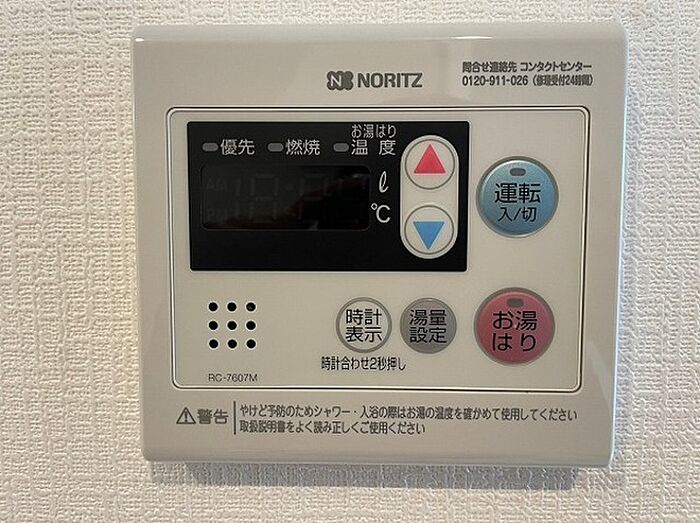 NORITZ
問合せ連絡先 コンタクトセンター
0120-911-026 (修理受付24時間)
優先
燃焼
お湯はり
温度
ℓ
℃
運転
入/切
時計
表示
湯量
設定
お湯
はり
時計合わせ2秒押し
RC-7607M
警告
やけど予防のためシャワー・入浴の際はお湯の温度を確かめて使用してください
取扱説明書をよく読み正しくご使用ください